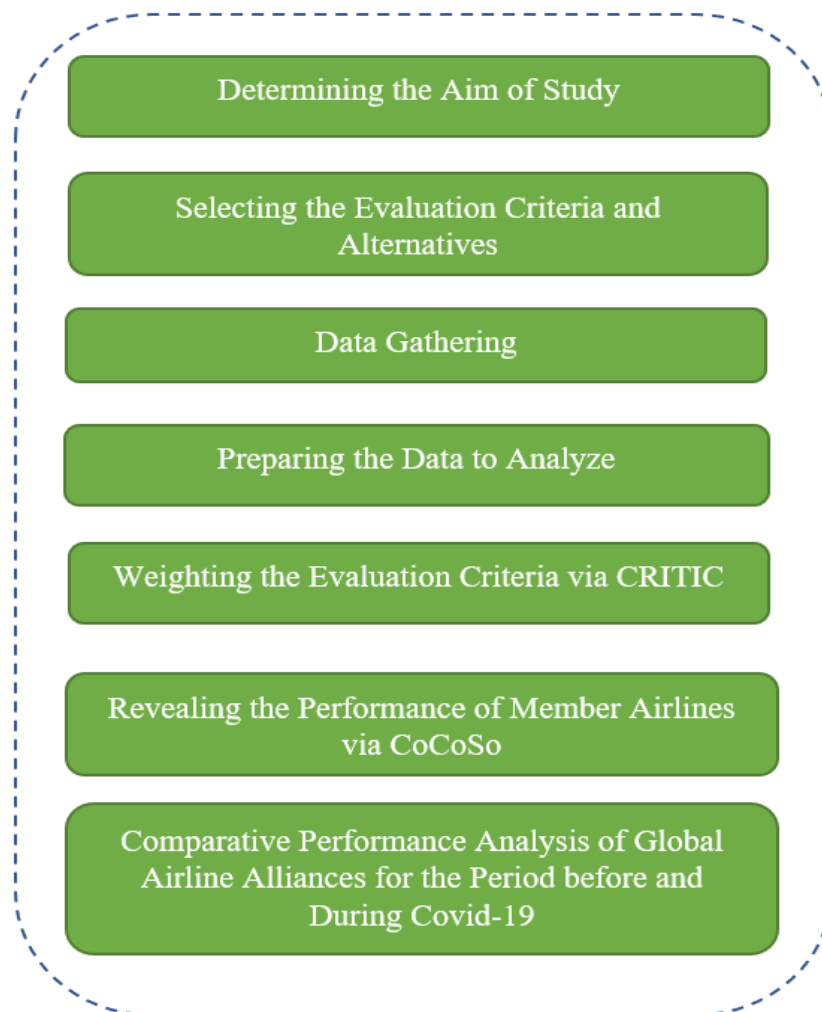 Determining the Aim of Study
Selecting the Evaluation Criteria and
Alternatives
Data Gathering
Preparing the Data to Analyze
Weighting the Evaluation Criteria via CRITIC
Revealing the Performance of Member Airlines
via CoCoSo
Comparative Performance Analysis of Global
Airline Alliances for the Period before and
During Covid-19